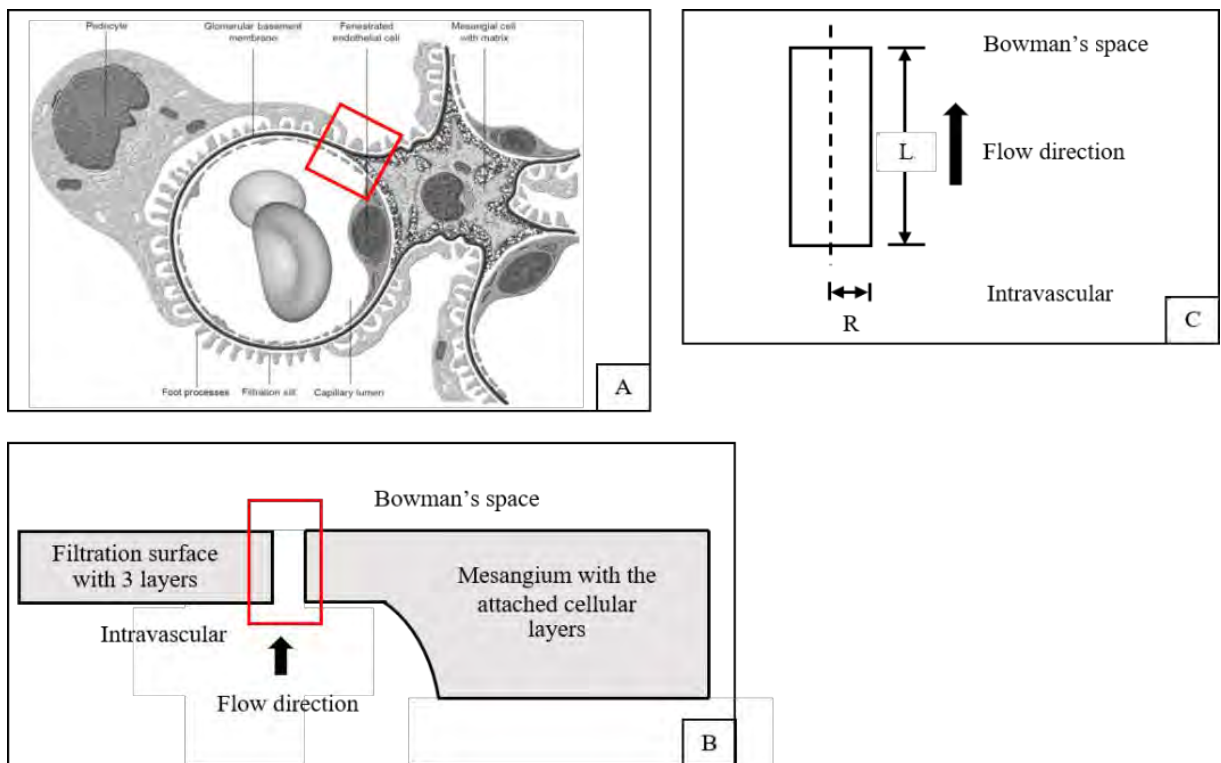 Podocyte
Glomerular basement
membrane
Fenestrated
endothelial cell
Mesangial cell
with matrix
Foot processes
Filtration slit
Capillary lumen
A
Bowman's space
L
Flow direction
Intravascular
R
C
Bowman's space
Filtration surface
with 3 layers
Mesangium with the
attached cellular
layers
Intravascular
Flow direction
B